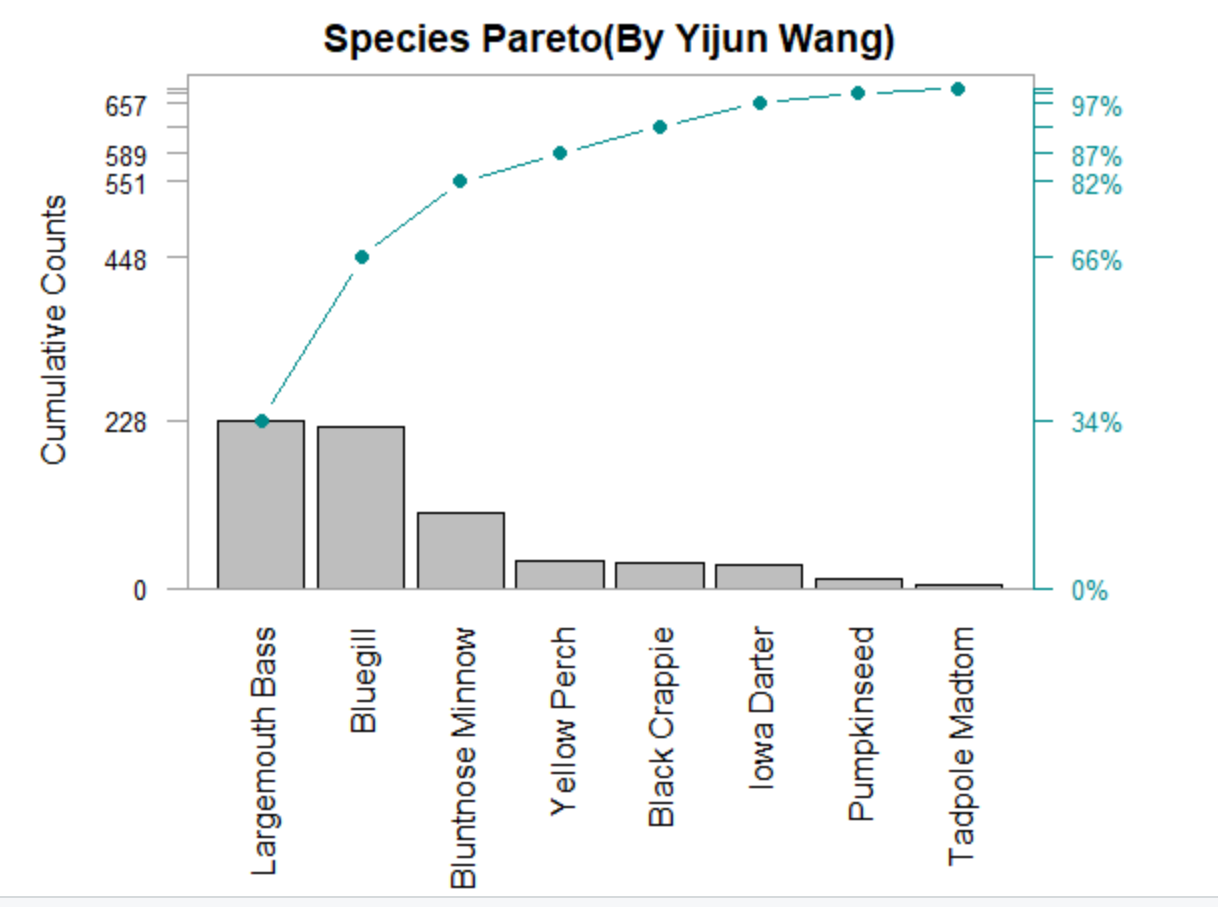 Species Pareto(By Yijun Wang)
Cumulative Counts
657
589
551
448
228
0
97%
87%
82%
66%
34%
0%
Largemouth Bass
Bluegill
Bluntnose Minnow
Yellow Perch
Black Crappie
Iowa Darter
Pumpkinseed
Tadpole Madtom